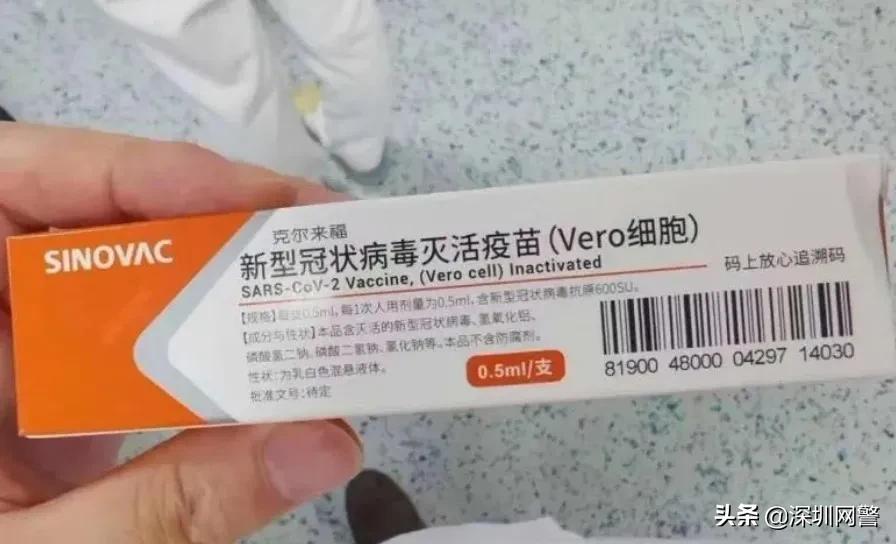 SINOVAC
克尔来福
新型冠状病毒灭活疫苗(Vero细胞)
SARS-CoV-2 Vaccine, (Vero cell) Inactivated
【规格】每支0.5ml,每1次人用剂量为0.5ml,含新型冠状病毒抗原600SU。
【成分与性状】本品含灭活的新型冠状病毒、氢氧化铝、
磷酸氢二钠、磷酸二氢钠、氯化钠等。本品不含防腐剂。
性状:为乳白色混悬液体。
批准文号:待定
0.5ml/支
码上放心追溯码
81900 48000 04297 14030
头条 @深圳网警